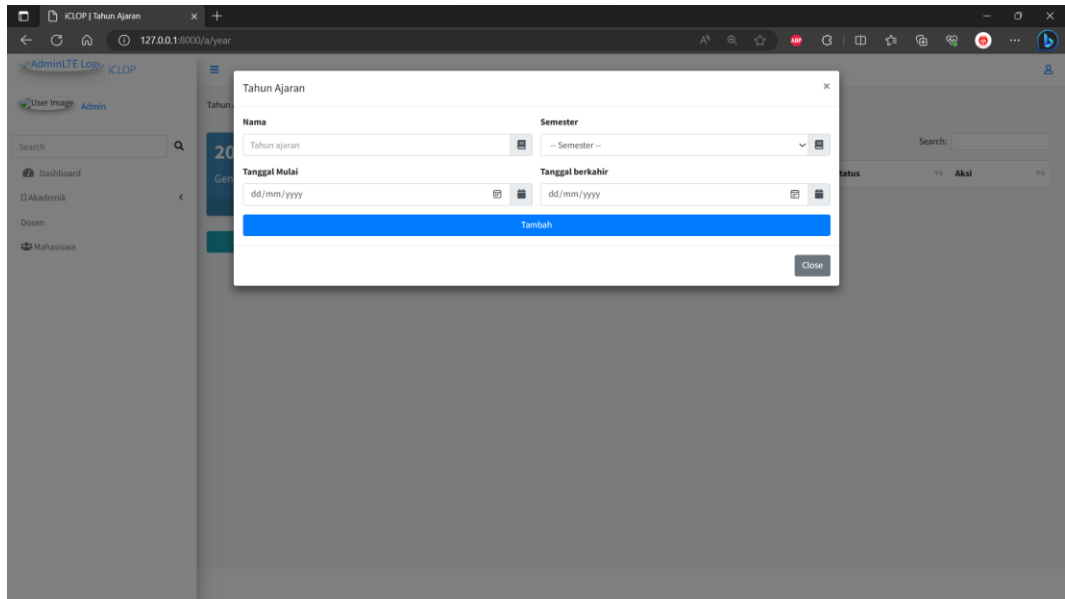 iCLOP | Tahun Ajaran
127.0.0.1:8000/a/year
ABP
AdminLTE Logo iCLOP
User Image Admin
Search
Dashboard
Akademik
Dosen
Mahasiswa
Tahun
20
Gen
Tahun Ajaran ×
Nama Semester
Tahun ajaran -- Semester --
Tanggal Mulai Tanggal berkahir
dd/mm/yyyy dd/mm/yyyy
Tambah
Close
Search:
tatus Aksi